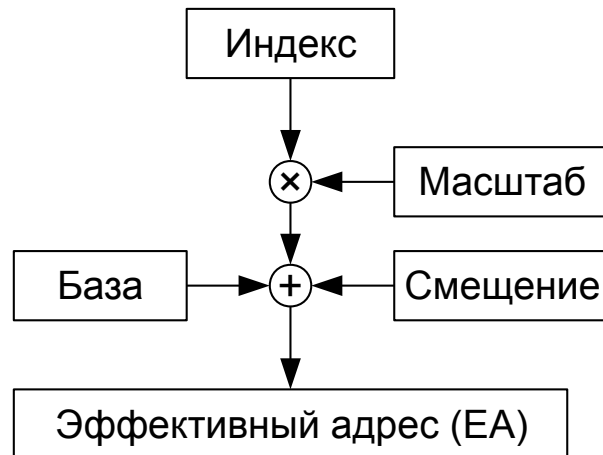 Индекс
×
Масштаб
База
+
Смещение
Эффективный адрес (EA)